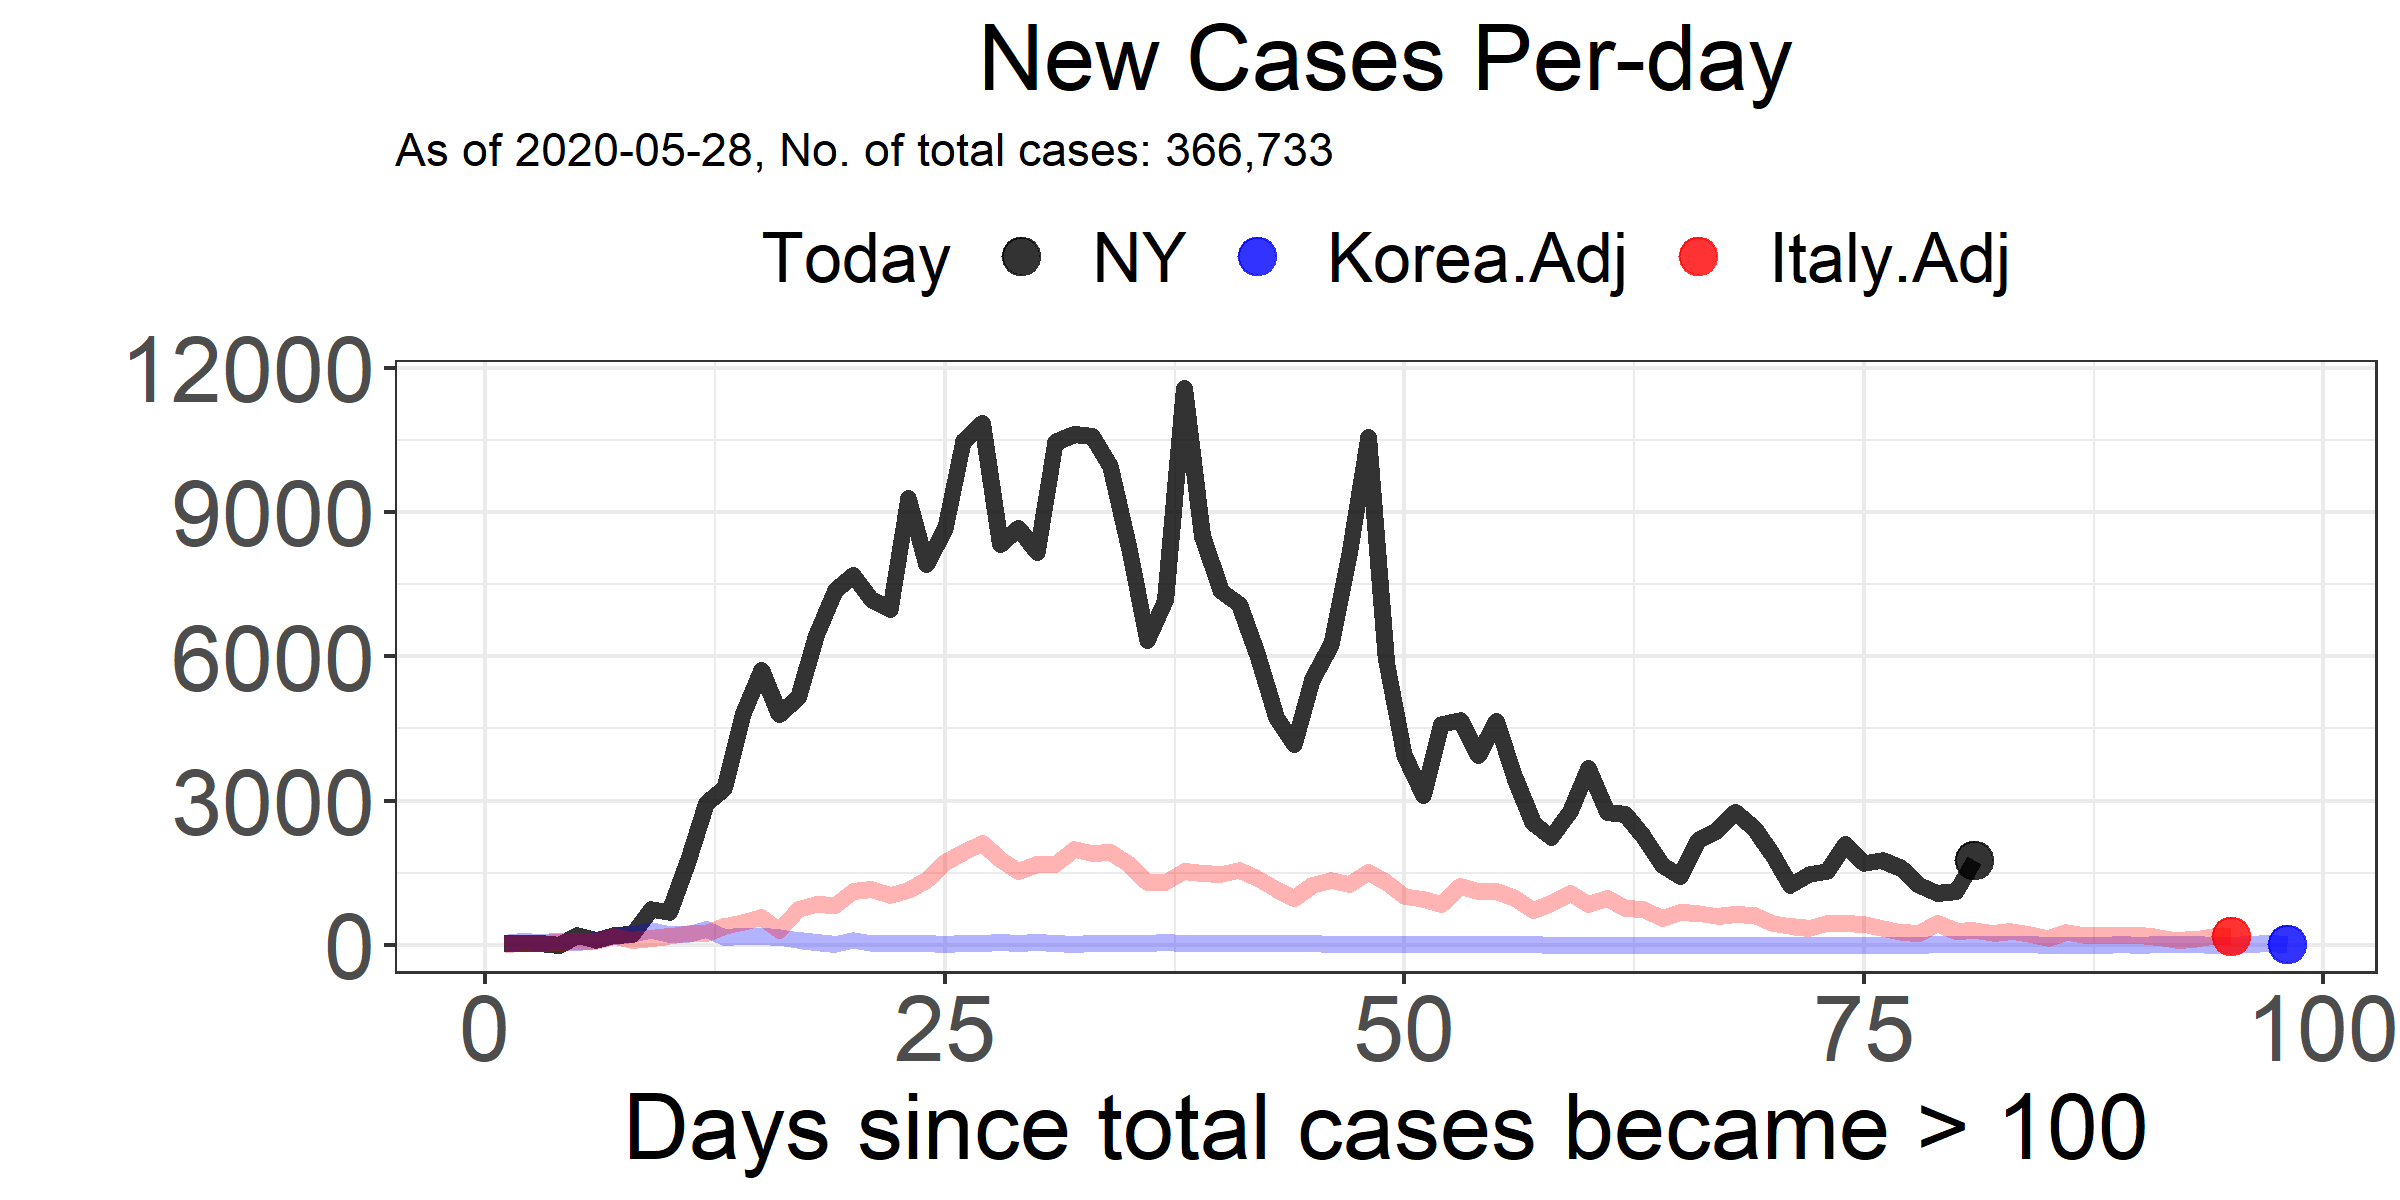 New Cases Per-day
As of 2020-05-28, No. of total cases: 366,733
Today NY Korea.Adj Italy.Adj
12000
9000
6000
3000
0
0 25 50 75 100
Days since total cases became > 100